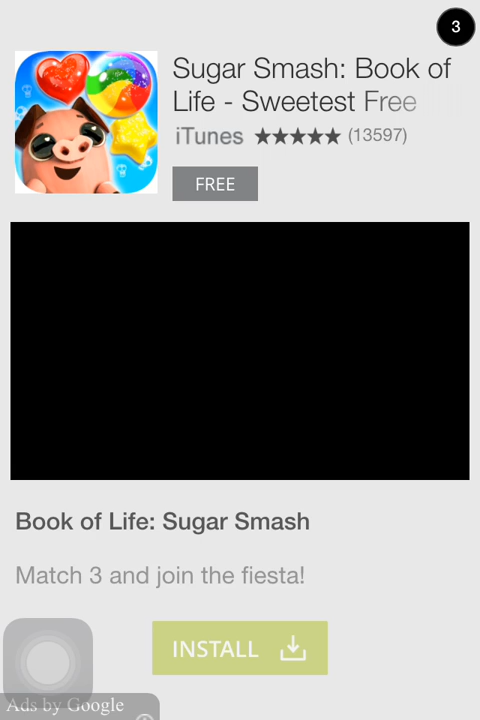 3
Sugar Smash: Book of
Life - Sweetest Free
iTunes ★★★★★ (13597)
FREE
Book of Life: Sugar Smash
Match 3 and join the fiesta!
INSTALL
Ads by Google